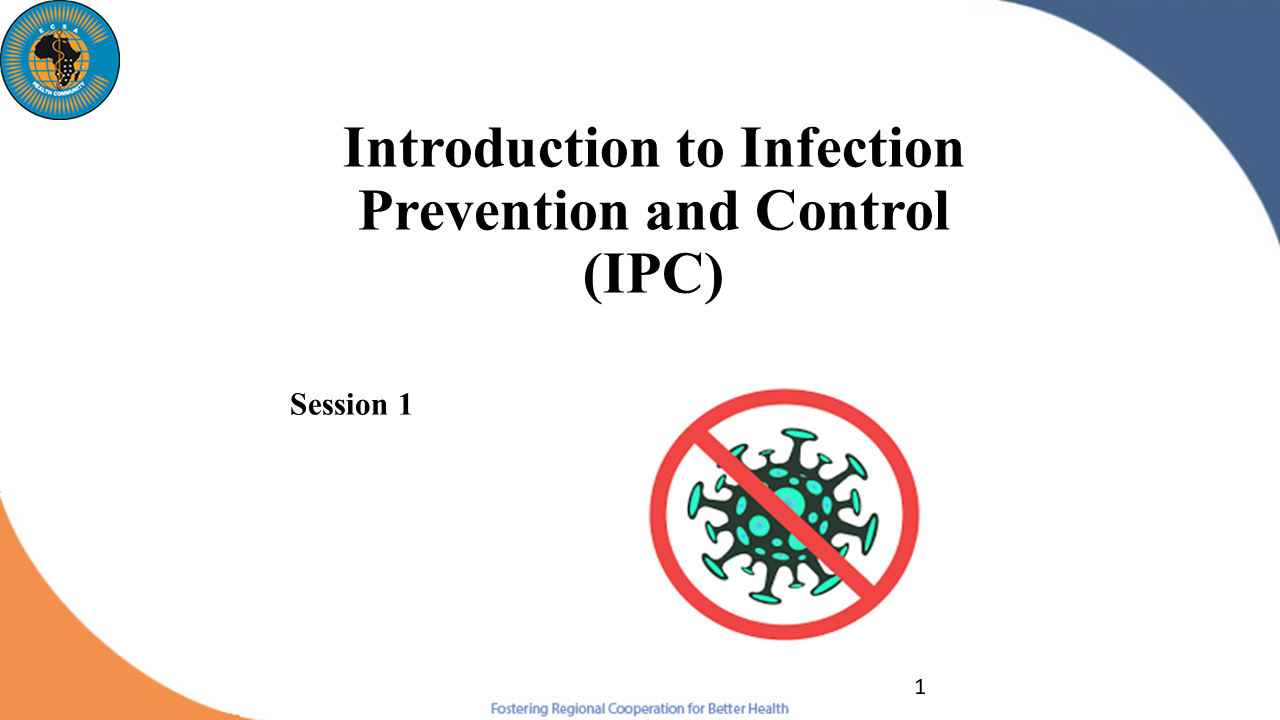 ECSA
HEALTH COMMUNITY
Introduction to Infection
Prevention and Control
(IPC)
Session 1
1
Fostering Regional Cooperation for Better Health